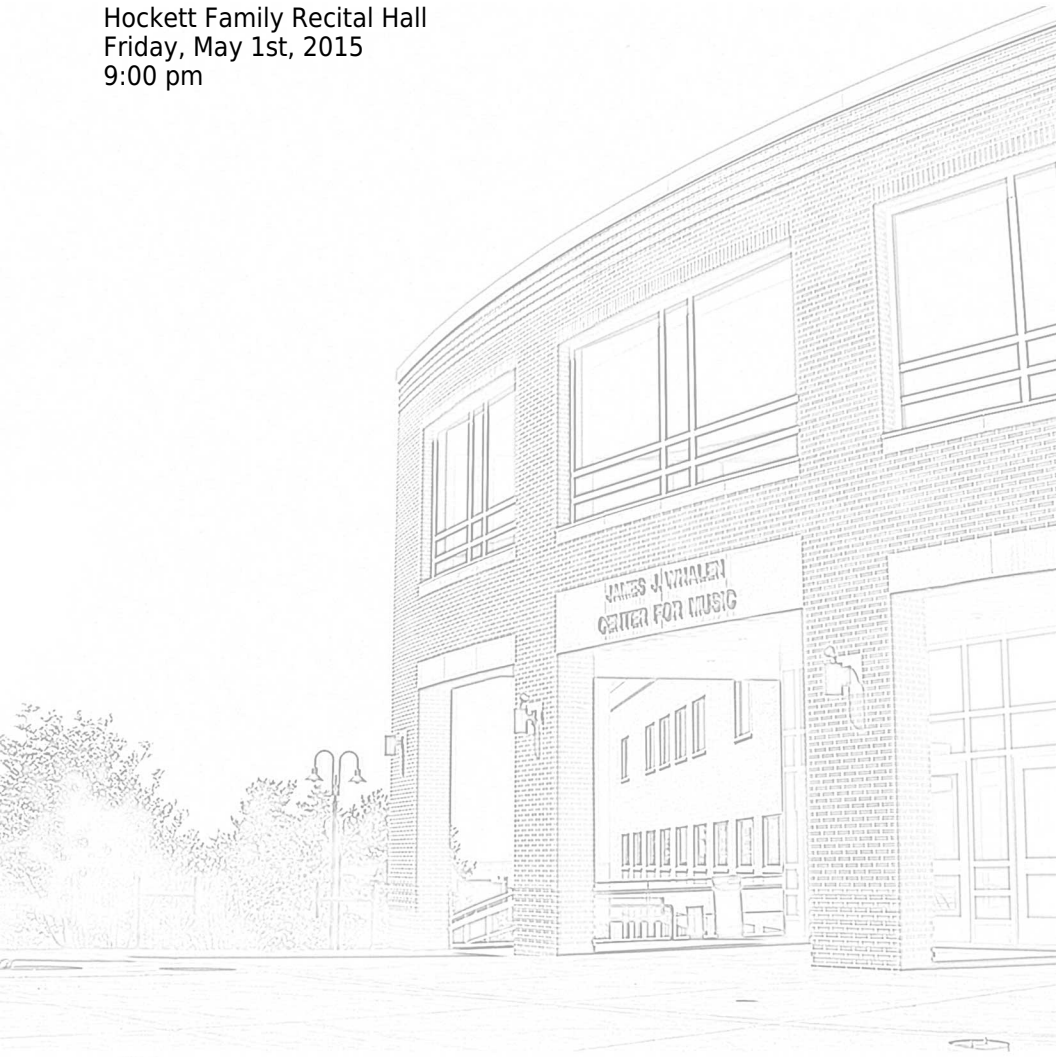 Hockett Family Recital Hall
Friday, May 1st, 2015
9:00 pm
JAMES J. WHALEN
CENTER FOR MUSIC